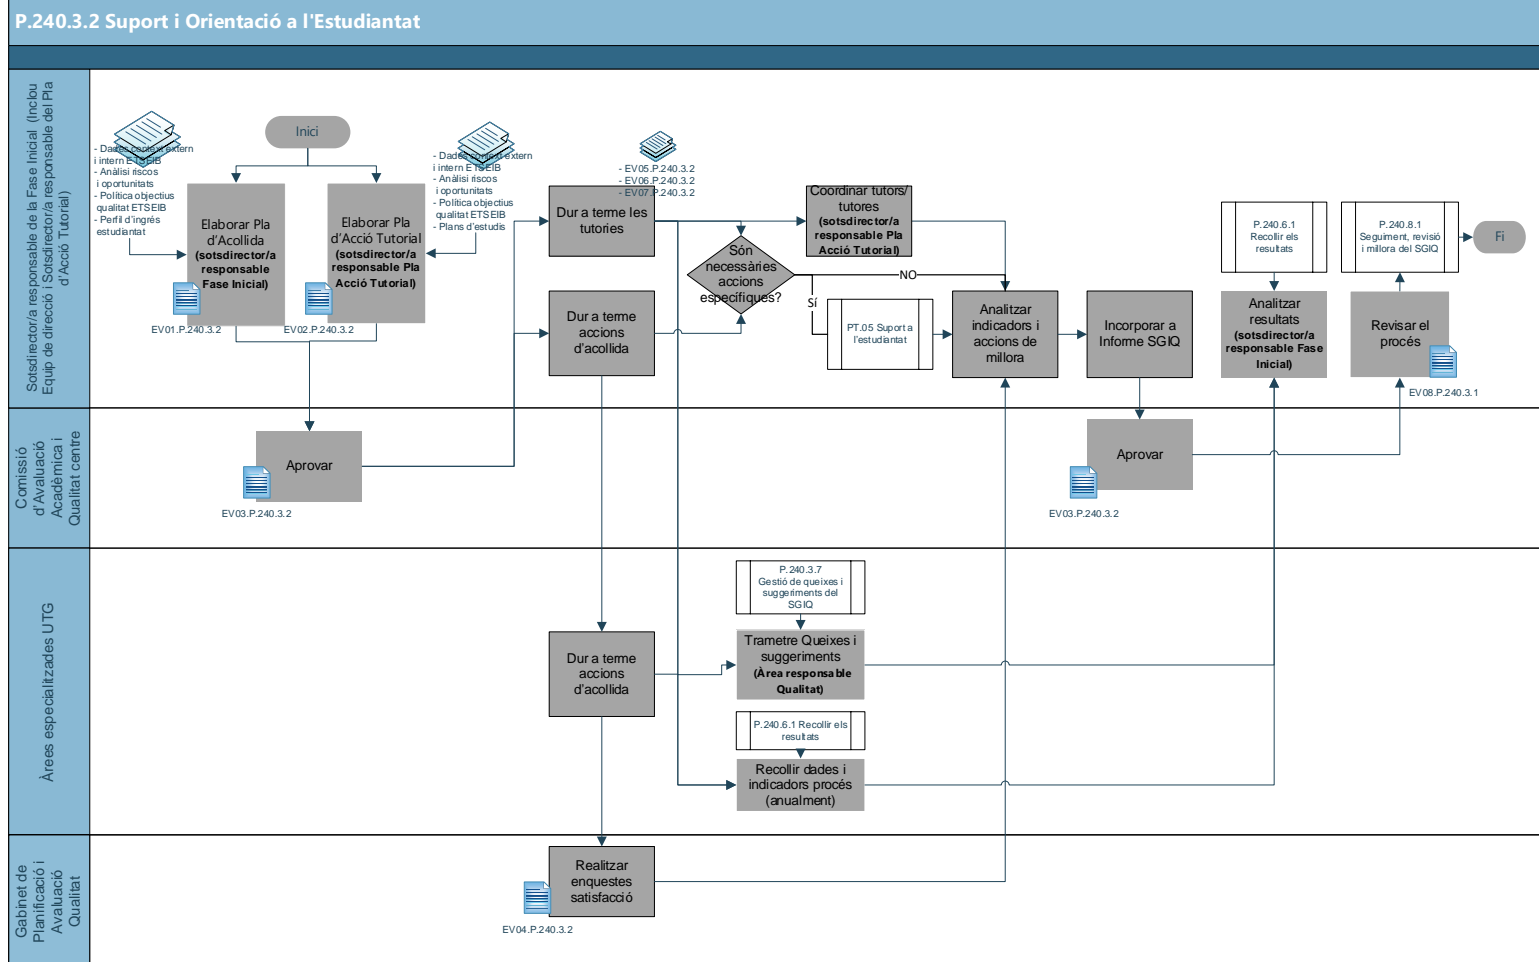 P.240.3.2 Suport i Orientació a l'Estudiantat
Sotsdirector/a responsable de la Fase Inicial (Inclou
Equip de direcció i Sotsdirector/a responsable del Pla
d'Acció Tutorial)
- Dades context extern
i intern ETSEIB
- Anàlisi riscos
i oportunitats
- Política objectius
qualitat ETSEIB
- Perfil d'ingrés
estudiantat
Inici
Elaborar Pla
d'Acollida
(sotsdirector/a
responsable
Fase Inicial)
EV01.P.240.3.2
Elaborar Pla
d'Acció Tutorial
(sotsdirector/a
responsable Pla
Acció Tutorial)
EV02.P.240.3.2
- Dades context extern
i intern ETSEIB
- Anàlisi riscos
i oportunitats
- Política objectius
qualitat ETSEIB
- Plans d'estudis
- EV05.P.240.3.2
- EV06.P.240.3.2
- EV07.P.240.3.2
Dur a terme les
tutories
Dur a terme
accions
d'acollida
Són
necessàries
accions
específiques?
Coordinar tutors/
tutores
(sotsdirector/a
responsable Pla
Acció Tutorial)
NO
Sí
PT.05 Suport a
l'estudiantat
Analitzar
indicadors i
accions de
millora
Incorporar a
Informe SGIQ
P.240.6.1
Recollir els
resultats
Analitzar
resultats
(sotsdirector/a
responsable Fase
Inicial)
P.240.8.1
Seguiment, revisió
i millora del SGIQ
Revisar el
procés
EV08.P.240.3.1
Fi
Comissió
d'Avaluació
Acadèmica i
Qualitat centre
Aprovar
EV03.P.240.3.2
Aprovar
EV03.P.240.3.2
Àrees especialitzades UTG
Dur a terme
accions
d'acollida
P.240.3.7
Gestió de queixes i
suggeriments del
SGIQ
Trametre Queixes i
suggeriments
(Àrea responsable
Qualitat)
P.240.6.1 Recollir els
resultats
Recollir dades i
indicadors procés
(anualment)
Gabinet de
Planificació i
Avaluació
Qualitat
Realitzar
enquestes
satisfacció
EV04.P.240.3.2